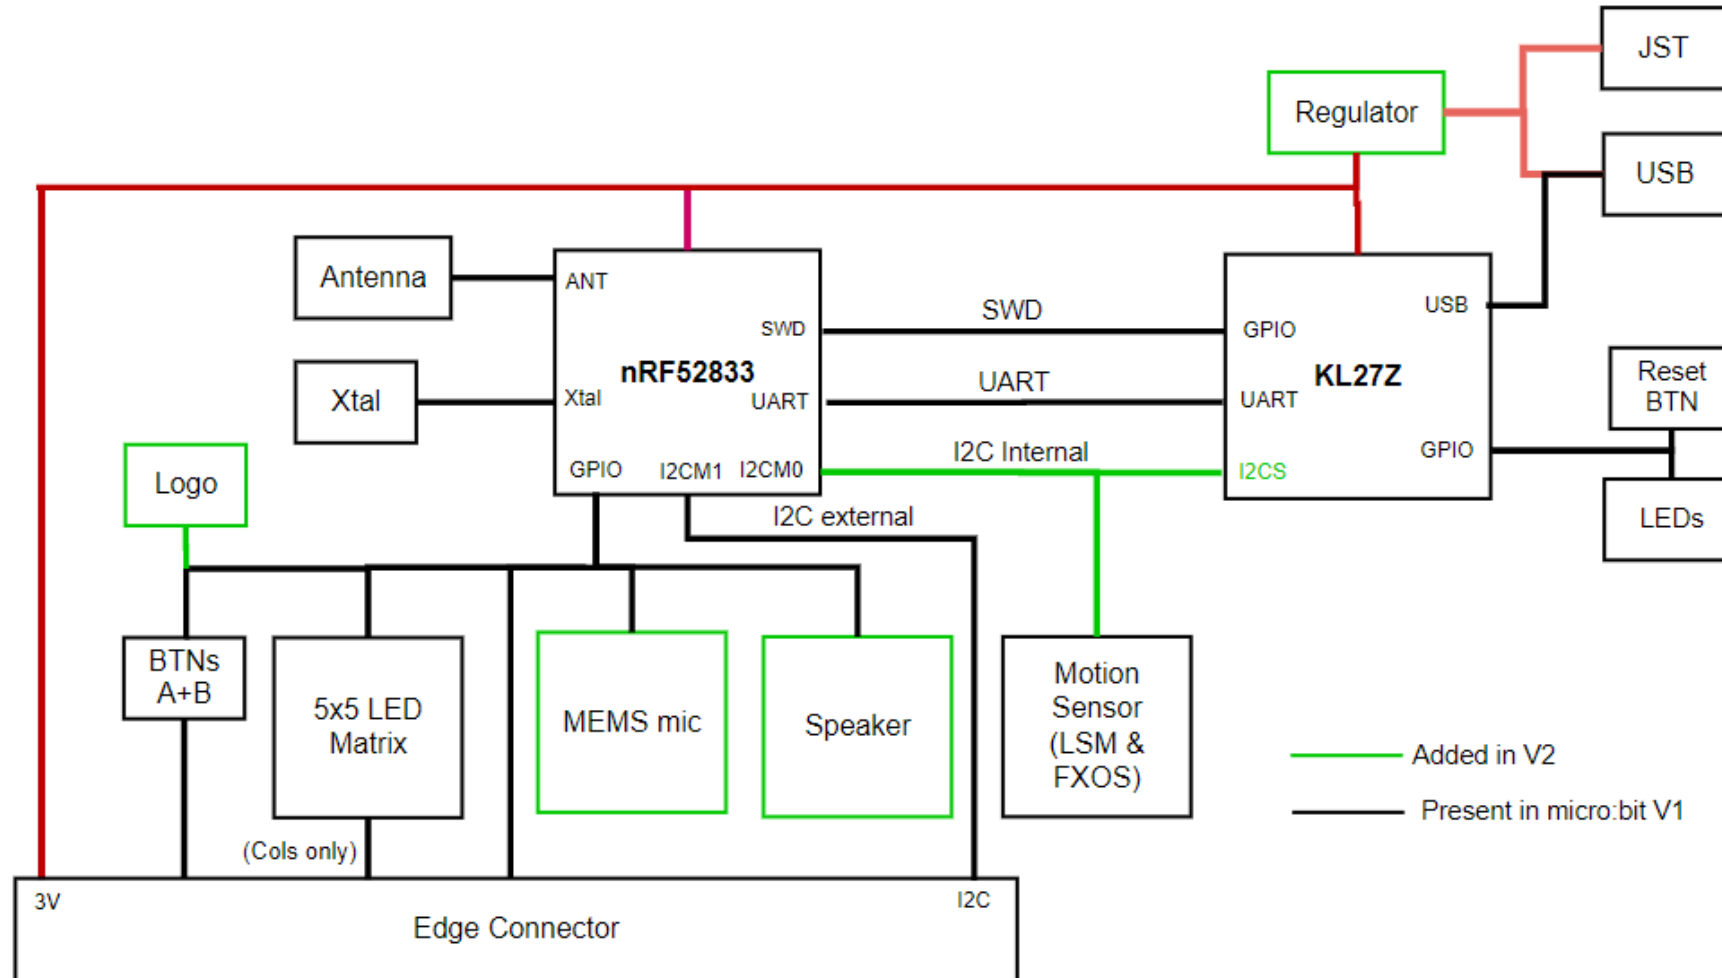 JST
Regulator
USB
Antenna
ANT
SWD
SWD
GPIO
USB
nRF52833
KL27Z
Xtal
Xtal
UART
UART
UART
Reset
BTN
Logo
GPIO
I2CM1
I2CM0
I2C Internal
I2CS
GPIO
I2C external
LEDs
BTNs
A+B
5x5 LED
Matrix
MEMS mic
Speaker
Motion
Sensor
(LSM &
FXOS)
Added in V2
Present in micro:bit V1
(Cols only)
3V
I2C
Edge Connector